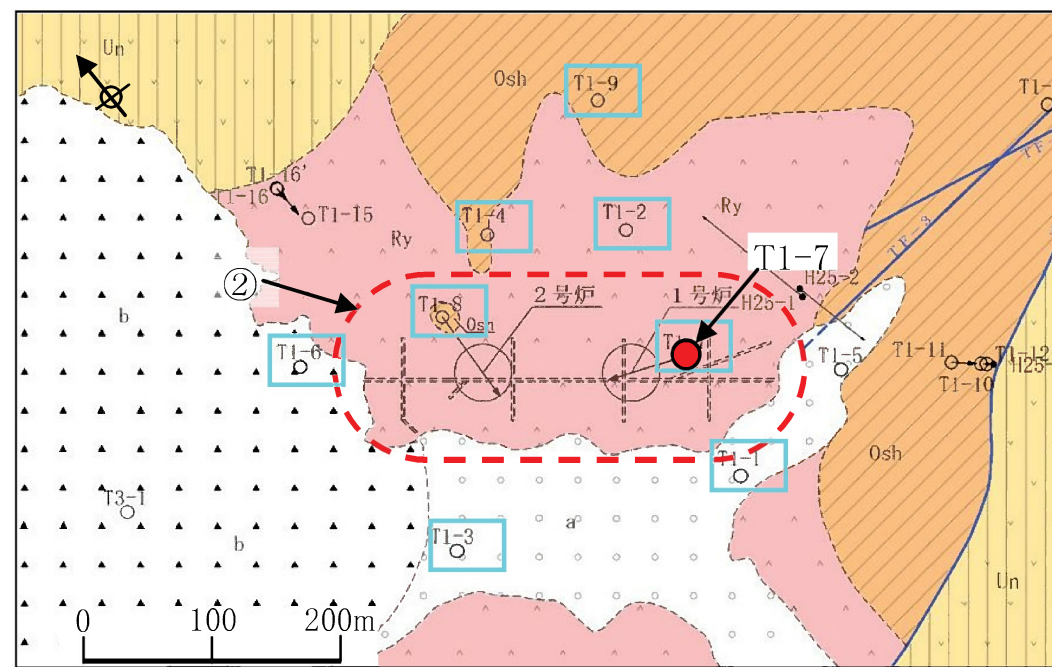 Un
Osh
T1-9
T1-
TF-
T1-16'
T1-16
T1-15
T1-4
T1-2
Ry
Ry
TF-3
T1-7
②
T1-8
Osh
2号炉
1号炉
H25-2
H25-1
b
T1-6
T1-5
T1-11
T1-12
T1-10
H25-
T1-1
Osh
T3-1
b
T1-3
a
Un
0
100
200m